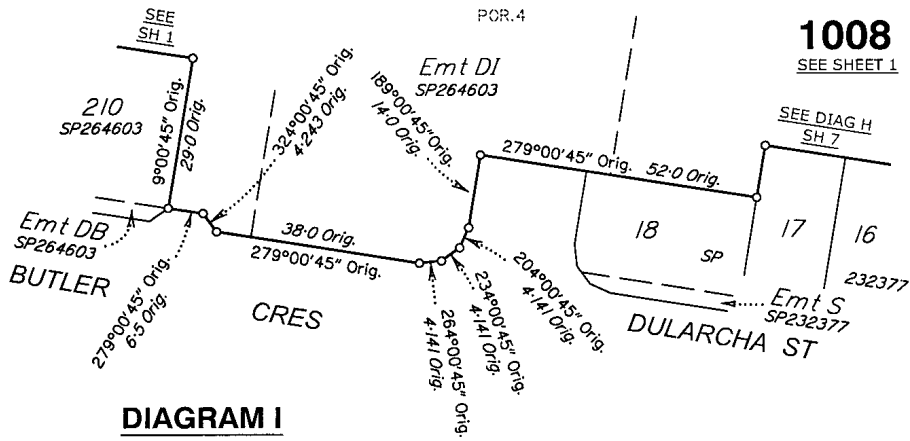 SEE
SH 1
POR.4
1008
SEE SHEET 1
Emt DI
SP264603
210
SP264603
9°00'45" Orig.
29·0 Orig.
324°00'45" Orig.
4·243 Orig.
189°00'45" Orig.
14·0 Orig.
SEE DIAG H
SH 7
279°00'45" Orig.
52·0 Orig.
18
SP
17
16
232377
Emt DB
SP264603
38·0 Orig.
279°00'45" Orig.
204°00'45" Orig.
4·141 Orig.
234°00'45" Orig.
4·141 Orig.
264°00'45" Orig.
4·141 Orig.
Emt S
SP232377
BUTLER
CRES
279°00'45" Orig.
6·5 Orig.
DULARCHA ST
DIAGRAM I